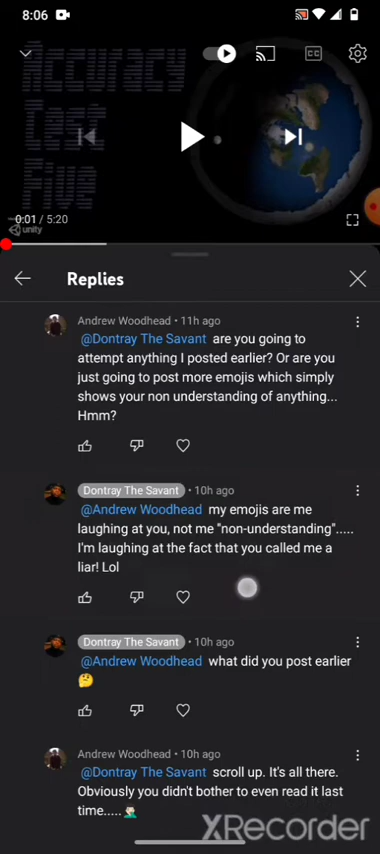 8:06
Accuracy
Test
Five
CC
0:01 / 5:20
unity
Replies
Andrew Woodhead • 11h ago
@Dontray The Savant are you going to
attempt anything I posted earlier? Or are you
just going to post more emojis which simply
shows your non understanding of anything...
Hmm?
Dontray The Savant • 10h ago
@Andrew Woodhead my emojis are me
laughing at you, not me "non-understanding".....
I'm laughing at the fact that you called me a
liar! Lol
Dontray The Savant • 10h ago
@Andrew Woodhead what did you post earlier
🤔
Andrew Woodhead • 10h ago
@Dontray The Savant scroll up. It's all there.
Obviously you didn't bother to even read it last
time.....🤦🏻‍♂️
XRecorder